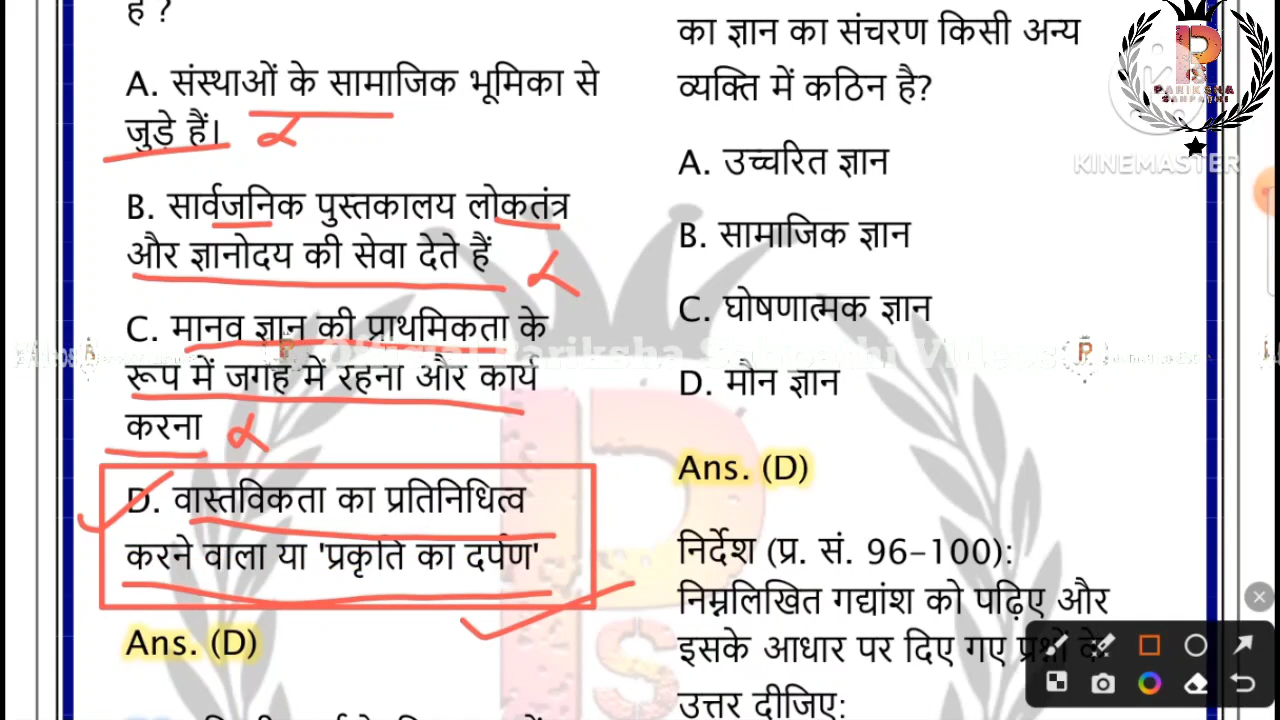 है ?
A. संस्थाओं के सामाजिक भूमिका से
जुड़े हैं।
B. सार्वजनिक पुस्तकालय लोकतंत्र
और ज्ञानोदय की सेवा देते हैं
C. मानव ज्ञान की प्राथमिकता के
रूप में जगह में रहना और कार्य
करना
D. वास्तविकता का प्रतिनिधित्व
करने वाला या 'प्रकृति का दर्पण'
Ans. (D)
का ज्ञान का संचरण किसी अन्य
व्यक्ति में कठिन है?
A. उच्चरित ज्ञान
B. सामाजिक ज्ञान
C. घोषणात्मक ज्ञान
D. मौन ज्ञान
Ans. (D)
निर्देश (प्र. सं. 96-100):
निम्नलिखित गद्यांश को पढ़िए और
इसके आधार पर दिए गए प्रश्नों के
उत्तर दीजिए:
PARIKSHA
SANPATHI
KINEMASTER